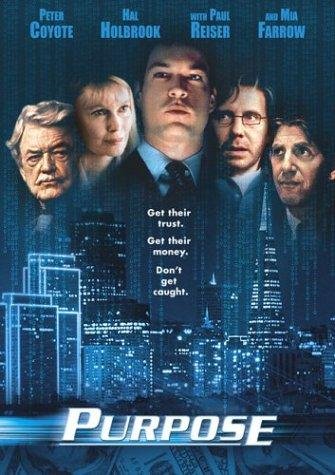 PETER COYOTE
HAL HOLBROOK
WITH PAUL REISER
AND MIA FARROW
Get their
trust.
Get their
money.
Don't
get
caught.
PURPOSE